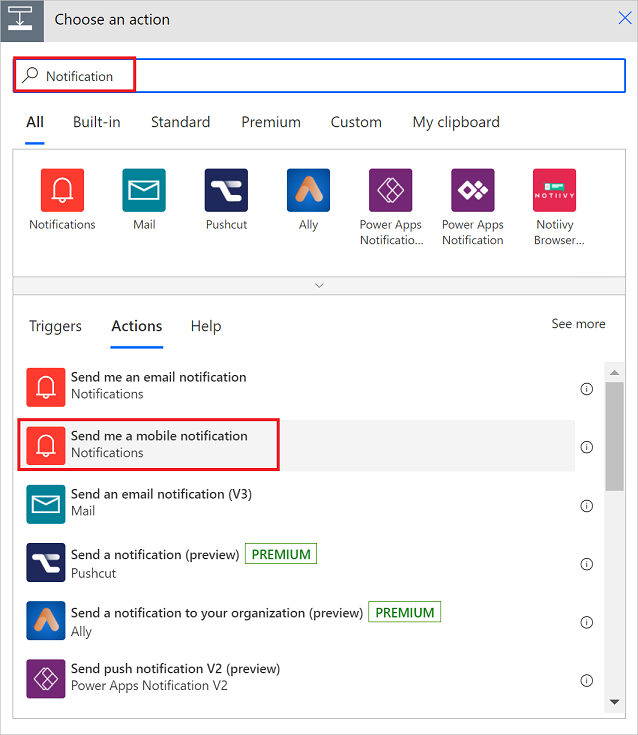 Choose an action
Notification
All Built-in Standard Premium Custom My clipboard
Notifications Mail Pushcut Ally Power Apps Notificatio... Power Apps Notification NOTIIVY Notiivy Browser...
Triggers Actions Help See more
Send me an email notification
Notifications
Send me a mobile notification
Notifications
Send an email notification (V3)
Mail
Send a notification (preview) PREMIUM
Pushcut
Send a notification to your organization (preview) PREMIUM
Ally
Send push notification V2 (preview)
Power Apps Notification V2